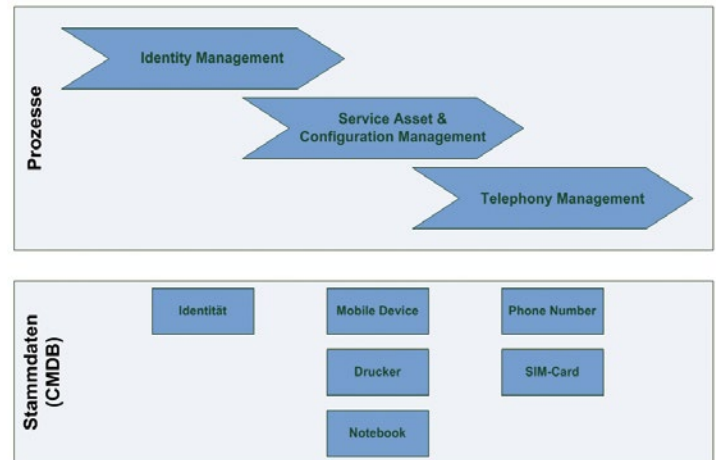 Prozesse
Identity Management
Service Asset &
Configuration Management
Telephony Management
Stammdaten
(CMDB)
Identität
Mobile Device
Phone Number
Drucker
SIM-Card
Notebook